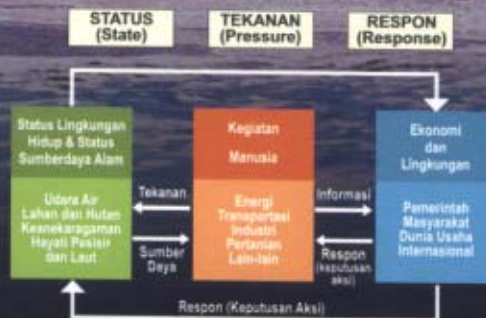 STATUS
(State)
TEKANAN
(Pressure)
RESPON
(Response)
Status Lingkungan
Hidup & Status
Sumberdaya Alam
Udara Air
Lahan dan Hutan
Keanekaragaman
Hayati Pesisir
dan Laut
Tekanan
Sumber
Daya
Kegiatan
Manusia
Energi
Transportasi
Industri
Pertanian
Lain-lain
Informasi
Respon
(keputusan
aksi)
Ekonomi
dan
Lingkungan
Pemerintah
Masyarakat
Dunia Usaha
Internasional
Respon (Keputusan Aksi)